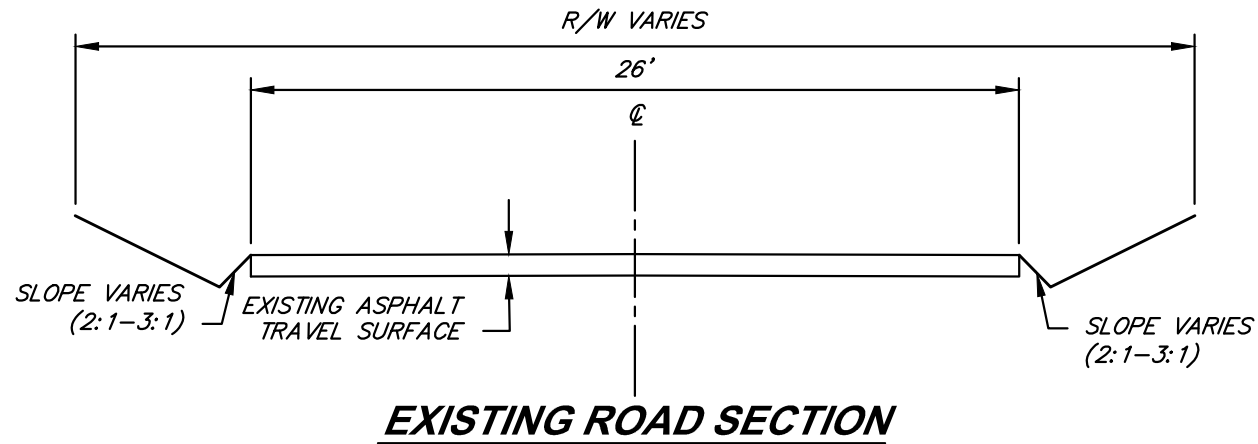 R/W VARIES
26'
℄
SLOPE VARIES
(2:1-3:1)
EXISTING ASPHALT
TRAVEL SURFACE
SLOPE VARIES
(2:1-3:1)
EXISTING ROAD SECTION